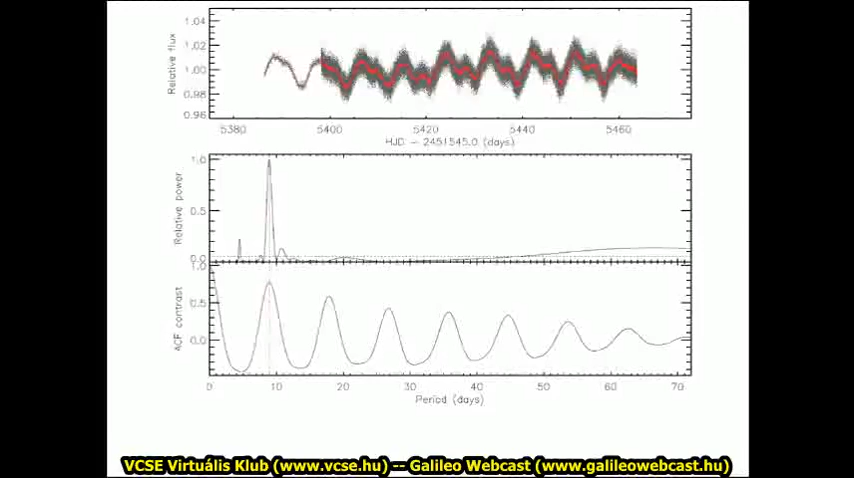 1.04
1.02
1.00
0.98
0.96
Relative flux
5380 5400 5420 5440 5460
HJD - 2451545.0 (days)
1.0
0.5
0.0
Relative power
1.0
0.5
0.0
ACF contrast
0 10 20 30 40 50 60 70
Period (days)
VCSE Virtuális Klub (www.vcse.hu) -- Galileo Webcast (www.galileowebcast.hu)